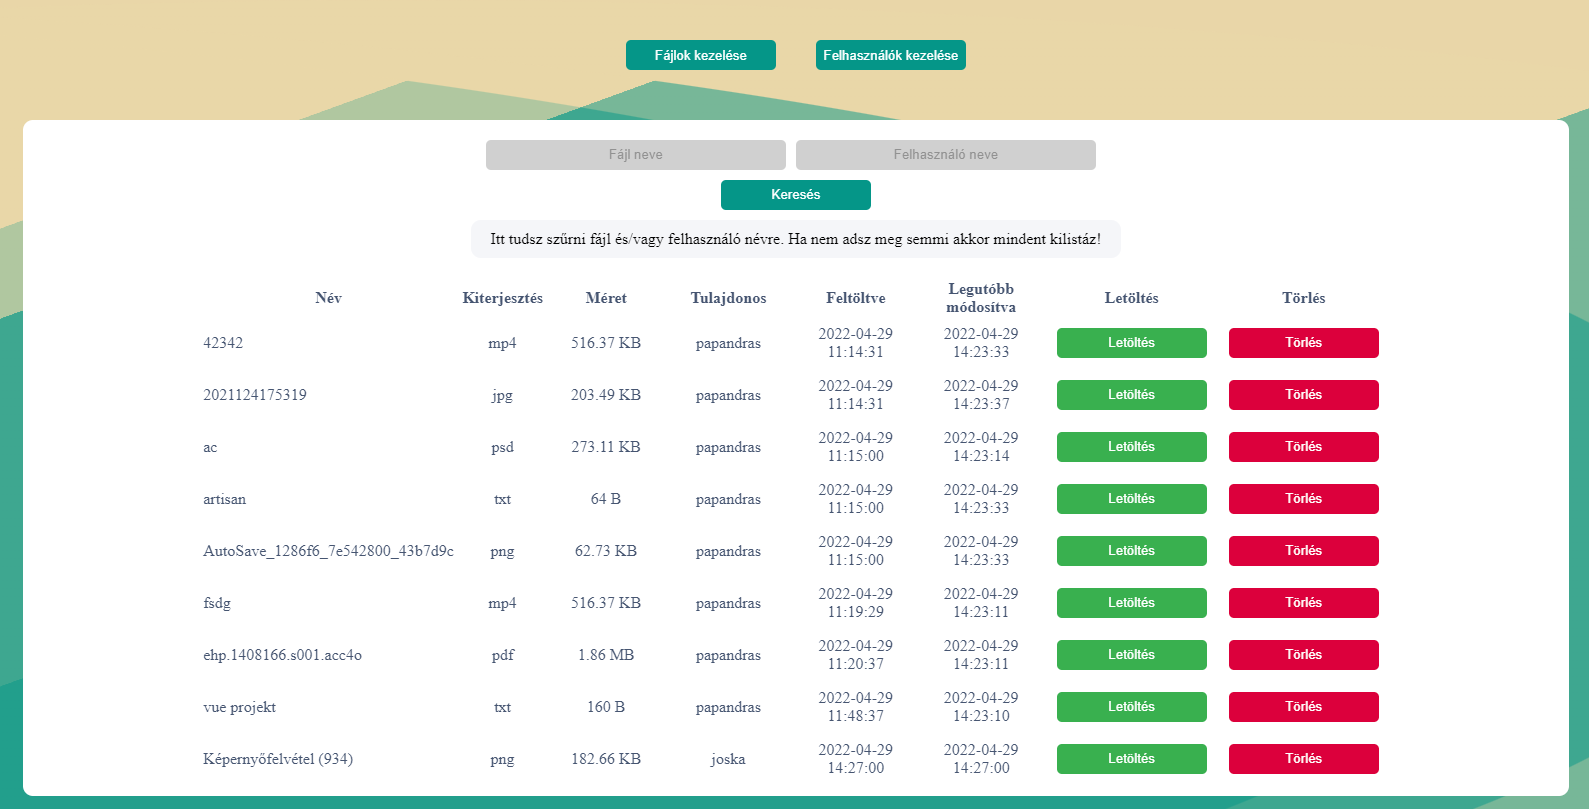 Fájlok kezelése Felhasználók kezelése
Fájl neve Felhasználó neve
Keresés
Itt tudsz szűrni fájl és/vagy felhasználó névre. Ha nem adsz meg semmi akkor mindent kilistáz!
Név Kiterjesztés Méret Tulajdonos Feltöltve Legutóbb módosítva Letöltés Törlés
42342 mp4 516.37 KB papandras 2022-04-29 11:14:31 2022-04-29 14:23:33 Letöltés Törlés
2021124175319 jpg 203.49 KB papandras 2022-04-29 11:14:31 2022-04-29 14:23:37 Letöltés Törlés
ac psd 273.11 KB papandras 2022-04-29 11:15:00 2022-04-29 14:23:14 Letöltés Törlés
artisan txt 64 B papandras 2022-04-29 11:15:00 2022-04-29 14:23:33 Letöltés Törlés
AutoSave_1286f6_7e542800_43b7d9c png 62.73 KB papandras 2022-04-29 11:15:00 2022-04-29 14:23:33 Letöltés Törlés
fsdg mp4 516.37 KB papandras 2022-04-29 11:19:29 2022-04-29 14:23:11 Letöltés Törlés
ehp.1408166.s001.acc4o pdf 1.86 MB papandras 2022-04-29 11:20:37 2022-04-29 14:23:11 Letöltés Törlés
vue projekt txt 160 B papandras 2022-04-29 11:48:37 2022-04-29 14:23:10 Letöltés Törlés
Képernyőfelvétel (934) png 182.66 KB joska 2022-04-29 14:27:00 2022-04-29 14:27:00 Letöltés Törlés